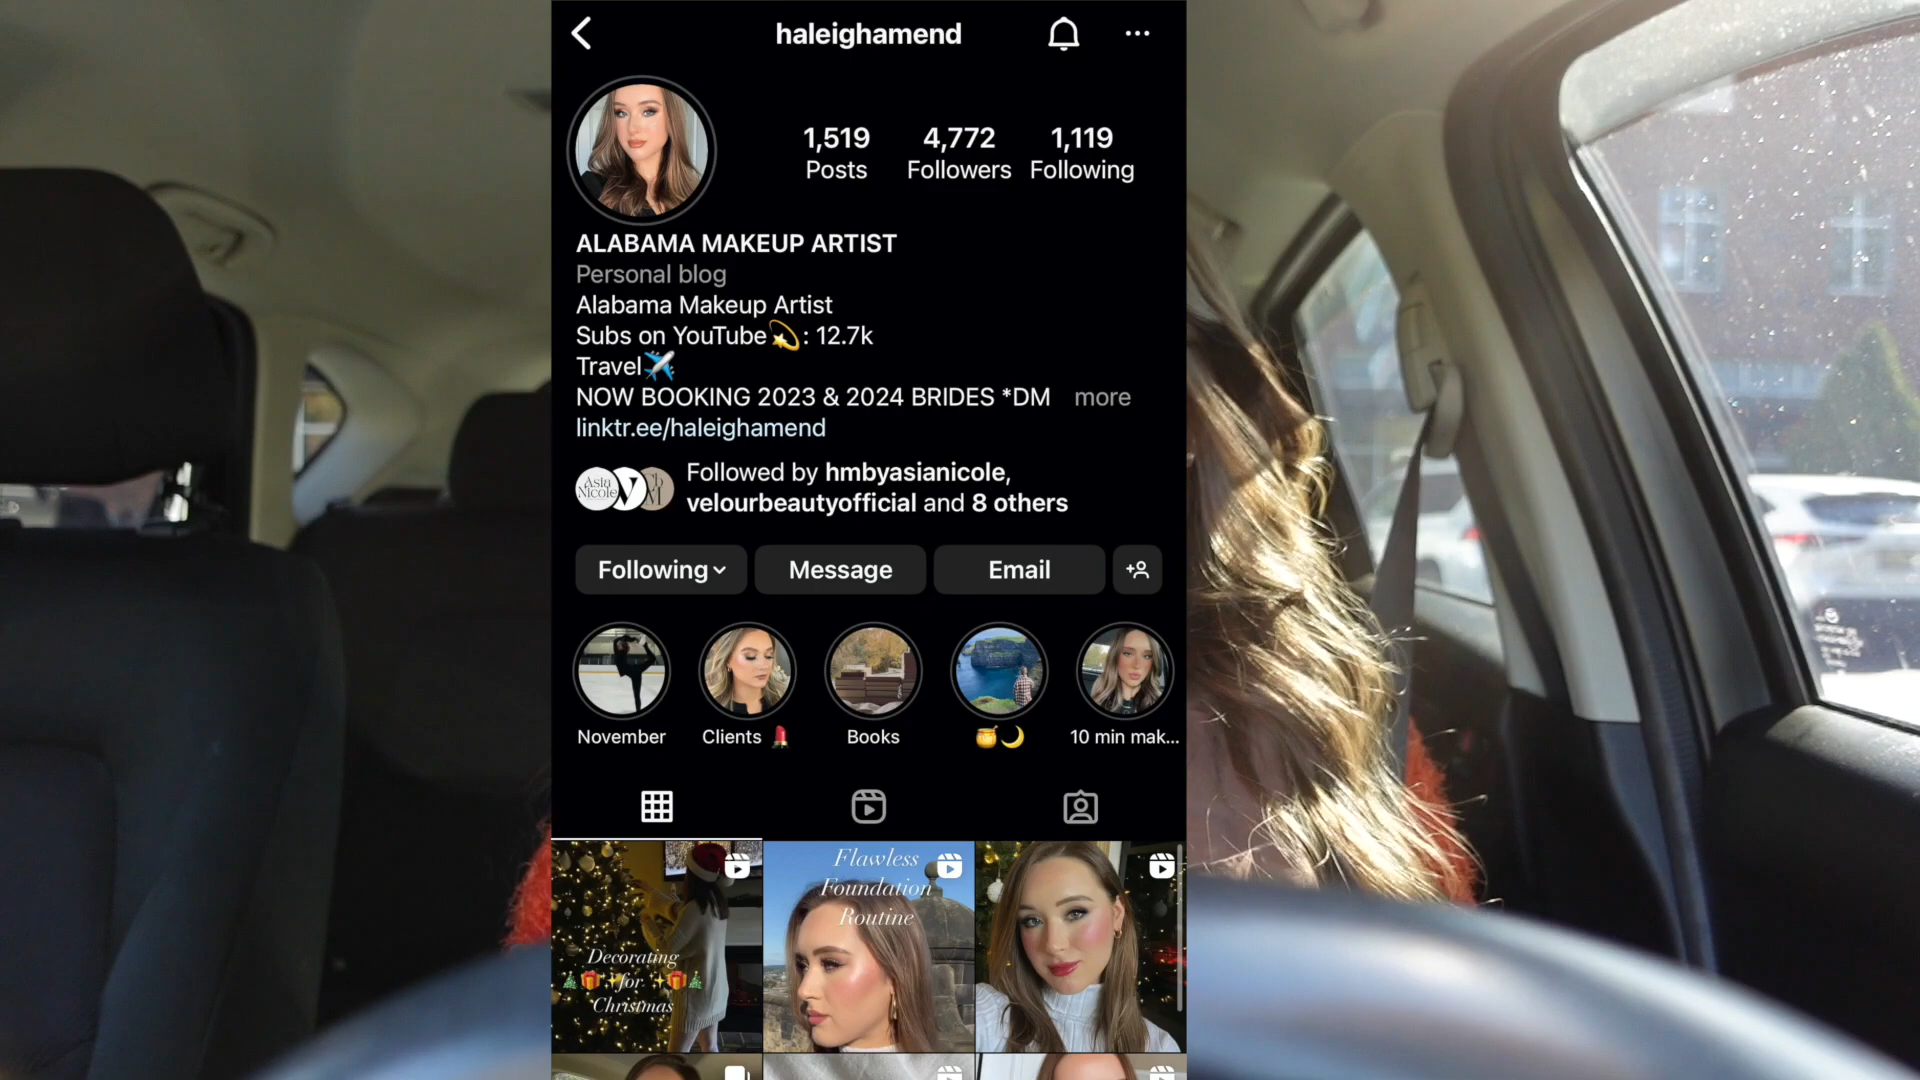 haleighamend
1,519
Posts
4,772
Followers
1,119
Following
ALABAMA MAKEUP ARTIST
Personal blog
Alabama Makeup Artist
Subs on YouTube💫: 12.7k
Travel✈️
NOW BOOKING 2023 & 2024 BRIDES *DM more
linktr.ee/haleighamend
Asia
Nicole
V
Followed by hmbyasianicole,
velourbeautyofficial and 8 others
Following
Message
Email
November
Clients 💄
Books
🍯🌙
10 min mak...
Decorating
🎄🎁✨for✨🎁🎄
Christmas
Flawless
Foundation
Routine